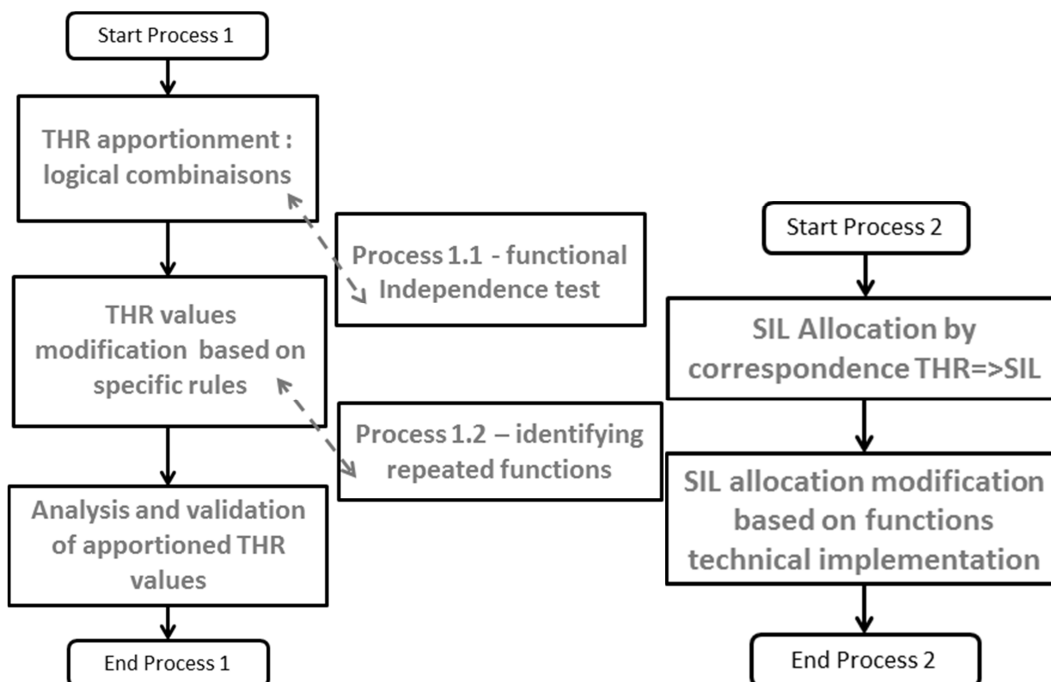 Start Process 1
THR apportionment :
logical combinaisons
Process 1.1 - functional
Independence test
THR values
modification based on
specific rules
Process 1.2 – identifying
repeated functions
Analysis and validation
of apportioned THR
values
End Process 1
Start Process 2
SIL Allocation by
correspondence THR=>SIL
SIL allocation modification
based on functions
technical implementation
End Process 2